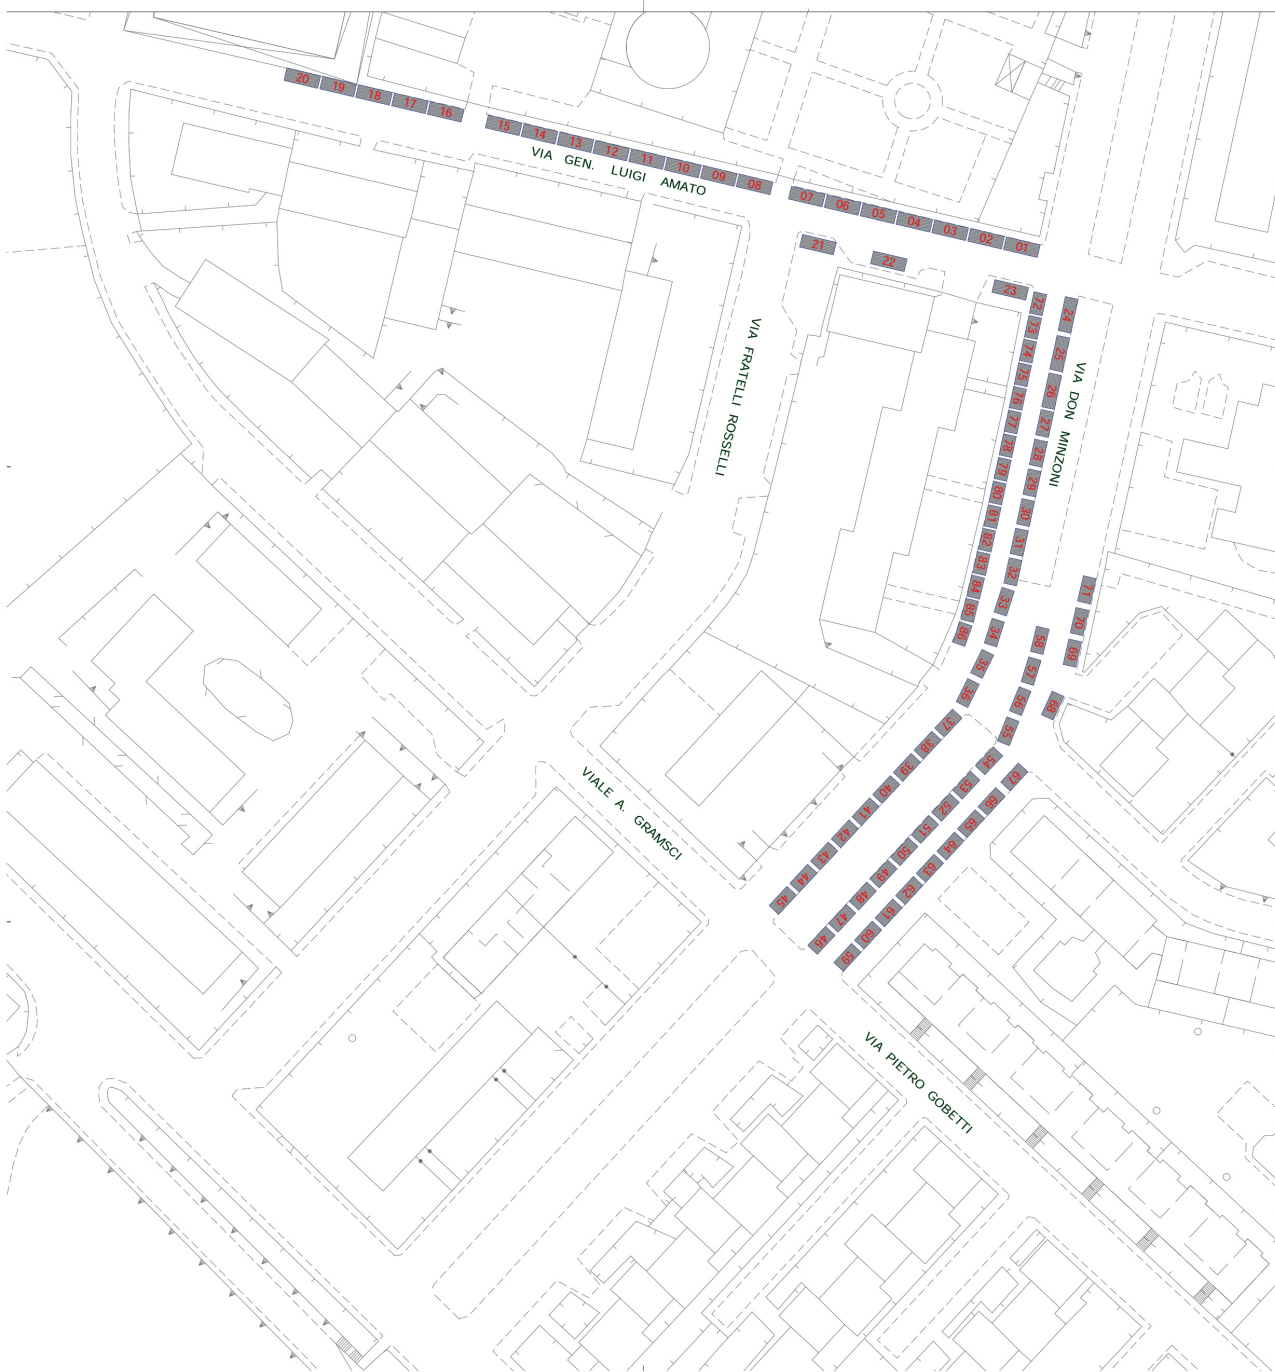 20 19 18 17 16
15 14 13 12 11 10 09 08
07 06 05 04 03 02 01
VIA GEN. LUIGI AMATO
21 22 23
VIA FRATELLI ROSSELLI
72 73 74 75 76 77 78 79 80 81 82 83 84 85 86
24 25 26 27 28 29 30 31 32 33 34 35 36 37 38 39 40 41 42 43 44 45
VIA DON MINZONI
71 70 69 68
58 57 56 55 54 53 52 51 50 49 48 47 46
67 66 65 64 63 62 61 60 59
VIALE A. GRAMSCI
VIA PIETRO GOBETTI